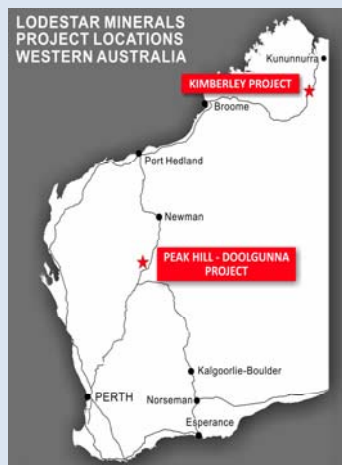 LODESTAR MINERALS
PROJECT LOCATIONS
WESTERN AUSTRALIA
Kununnurra
KIMBERLEY PROJECT
Broome
Port Hedland
Newman
PEAK HILL - DOOLGUNNA
PROJECT
Kalgoorlie-Boulder
PERTH
Norseman
Esperance